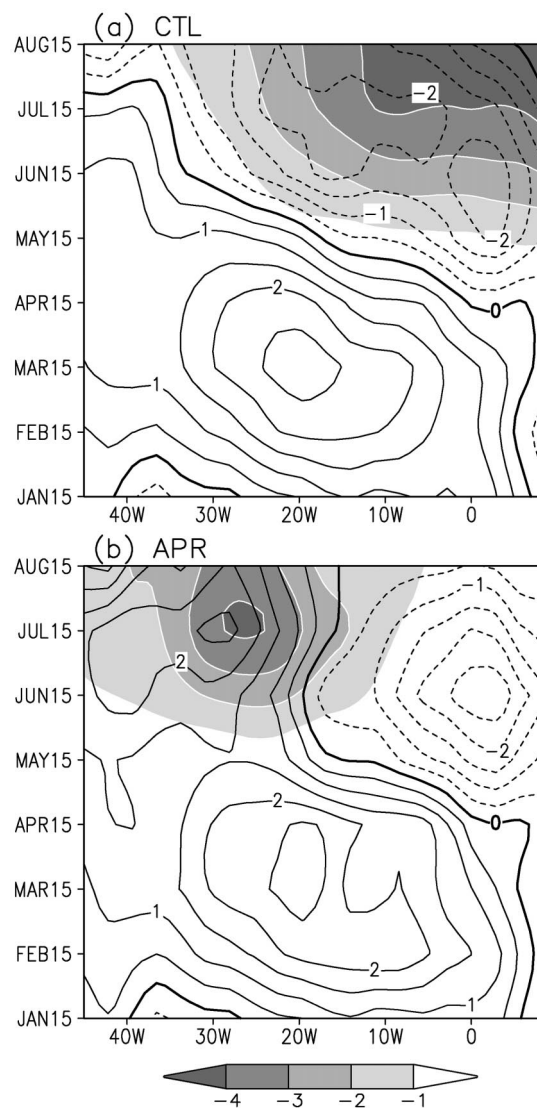 (a) CTL
AUG15
-2
JUL15
JUN15
-1
-2
MAY15
1
APR15
2
0
MAR15
1
FEB15
JAN15
40W 30W 20W 10W 0
(b) APR
AUG15
-1
JUL15
2
JUN15
-2
MAY15
2
0
APR15
MAR15
1
FEB15
2
1
JAN15
40W 30W 20W 10W 0
-4 -3 -2 -1